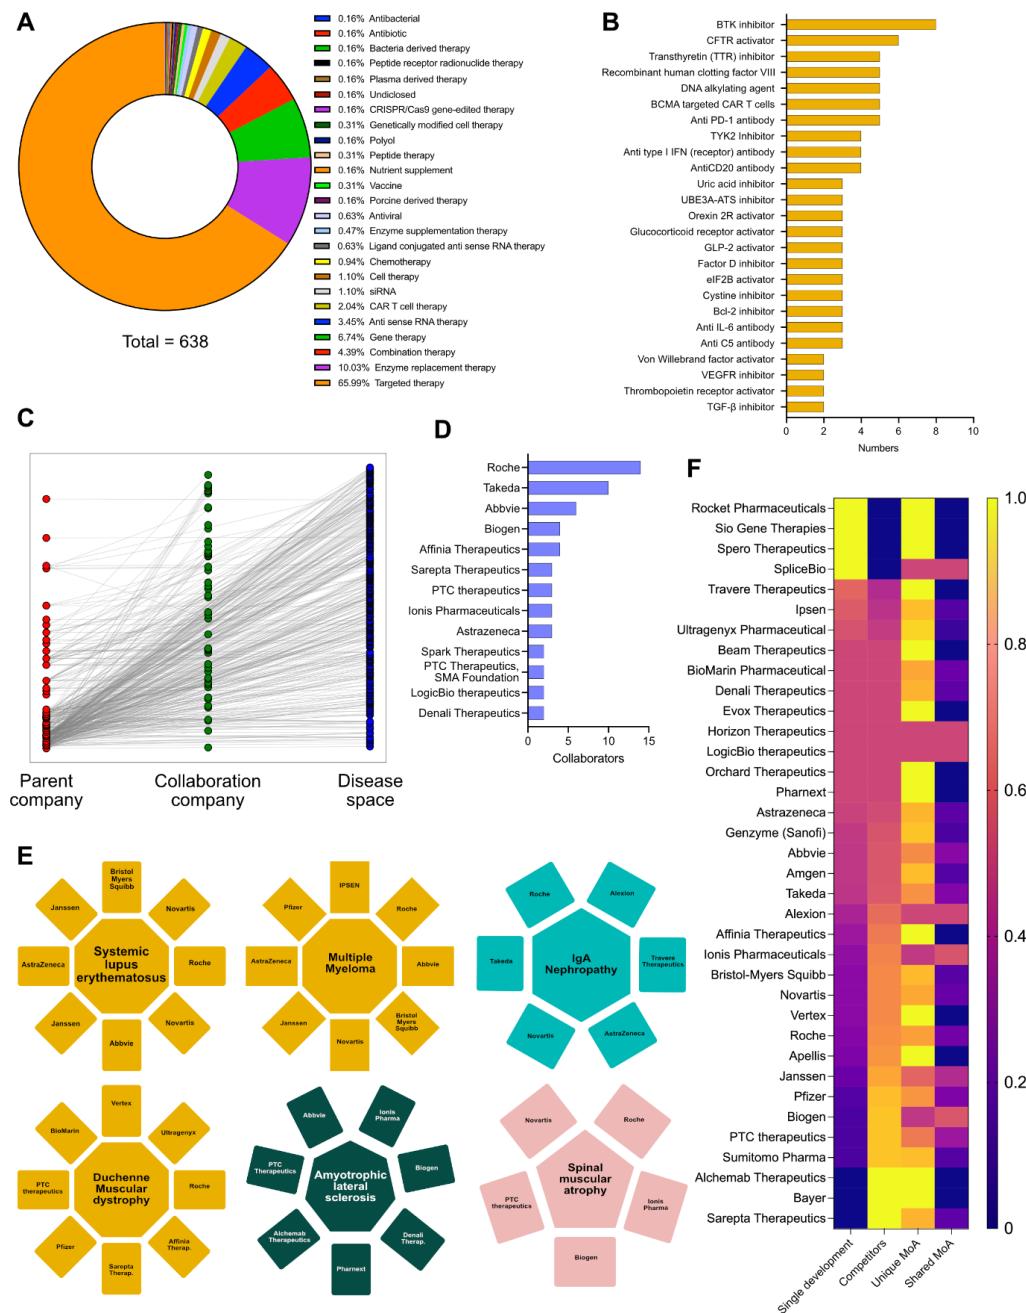 A
0.16% Antibacterial
0.16% Antibiotic
0.16% Bacteria derived therapy
0.16% Peptide receptor radionuclide therapy
0.16% Plasma derived therapy
0.16% Undiclosed
0.16% CRISPR/Cas9 gene-edited therapy
0.31% Genetically modified cell therapy
0.16% Polyol
0.31% Peptide therapy
0.16% Nutrient supplement
0.31% Vaccine
0.16% Porcine derived therapy
0.63% Antiviral
0.47% Enzyme supplementation therapy
0.63% Ligand conjugated anti sense RNA therapy
0.94% Chemotherapy
1.10% Cell therapy
1.10% siRNA
2.04% CAR T cell therapy
3.45% Anti sense RNA therapy
6.74% Gene therapy
4.39% Combination therapy
10.03% Enzyme replacement therapy
65.99% Targeted therapy
Total = 638
B
BTK inhibitor
CFTR activator
Transthyretin (TTR) inhibitor
Recombinant human clotting factor VIII
DNA alkylating agent
BCMA targeted CAR T cells
Anti PD-1 antibody
TYK2 Inhibitor
Anti type I IFN (receptor) antibody
AntiCD20 antibody
Uric acid inhibitor
UBE3A-ATS inhibitor
Orexin 2R activator
Glucocorticoid receptor activator
GLP-2 activator
Factor D inhibitor
eIF2B activator
Cystine inhibitor
Bcl-2 inhibitor
Anti IL-6 antibody
Anti C5 antibody
Von Willebrand factor activator
VEGFR inhibitor
Thrombopoietin receptor activator
TGF-β inhibitor
0 2 4 6 8 10
Numbers
C
Parent
company
Collaboration
company
Disease
space
D
Roche
Takeda
Abbvie
Biogen
Affinia Therapeutics
Sarepta Therapeutics
PTC therapeutics
Ionis Pharmaceuticals
Astrazeneca
Spark Therapeutics
PTC Therapeutics,
SMA Foundation
LogicBio therapeutics
Denali Therapeutics
0 5 10 15
Collaborators
E
Bristol
Myers
Squibb
Novartis
Roche
Novartis
Abbvie
Janssen
AstraZeneca
Janssen
Systemic
lupus
erythematosus
IPSEN
Roche
Abbvie
Bristol
Myers
Squibb
Novartis
Janssen
AstraZeneca
Pfizer
Multiple
Myeloma
Roche
Alexion
Travere
Therapeutics
AstraZeneca
Novartis
Takeda
IgA
Nephropathy
Vertex
Ultragenyx
Roche
Affinia
Therap.
Sarepta
Therap.
Pfizer
PTC
therapeutics
BioMarin
Duchenne
Muscular
dystrophy
Abbvie
Ionis
Pharma
Biogen
Denali
Therap.
Pharnext
Alchemab
Therapeutics
PTC
Therapeutics
Amyotrophic
lateral
sclerosis
Novartis
Roche
Ionis
Pharma
Biogen
PTC
therapeutics
Spinal
muscular
atrophy
F
Rocket Pharmaceuticals
Sio Gene Therapies
Spero Therapeutics
SpliceBio
Travere Therapeutics
Ipsen
Ultragenyx Pharmaceutical
Beam Therapeutics
BioMarin Pharmaceutical
Denali Therapeutics
Evox Therapeutics
Horizon Therapeutics
LogicBio therapeutics
Orchard Therapeutics
Pharnext
Astrazeneca
Genzyme (Sanofi)
Abbvie
Amgen
Takeda
Alexion
Affinia Therapeutics
Ionis Pharmaceuticals
Bristol-Myers Squibb
Novartis
Vertex
Roche
Apellis
Janssen
Pfizer
Biogen
PTC therapeutics
Sumitomo Pharma
Alchemab Therapeutics
Bayer
Sarepta Therapeutics
Single development
Competitors
Unique MoA
Shared MoA
1.0
0.8
0.6
0.4
0.2
0